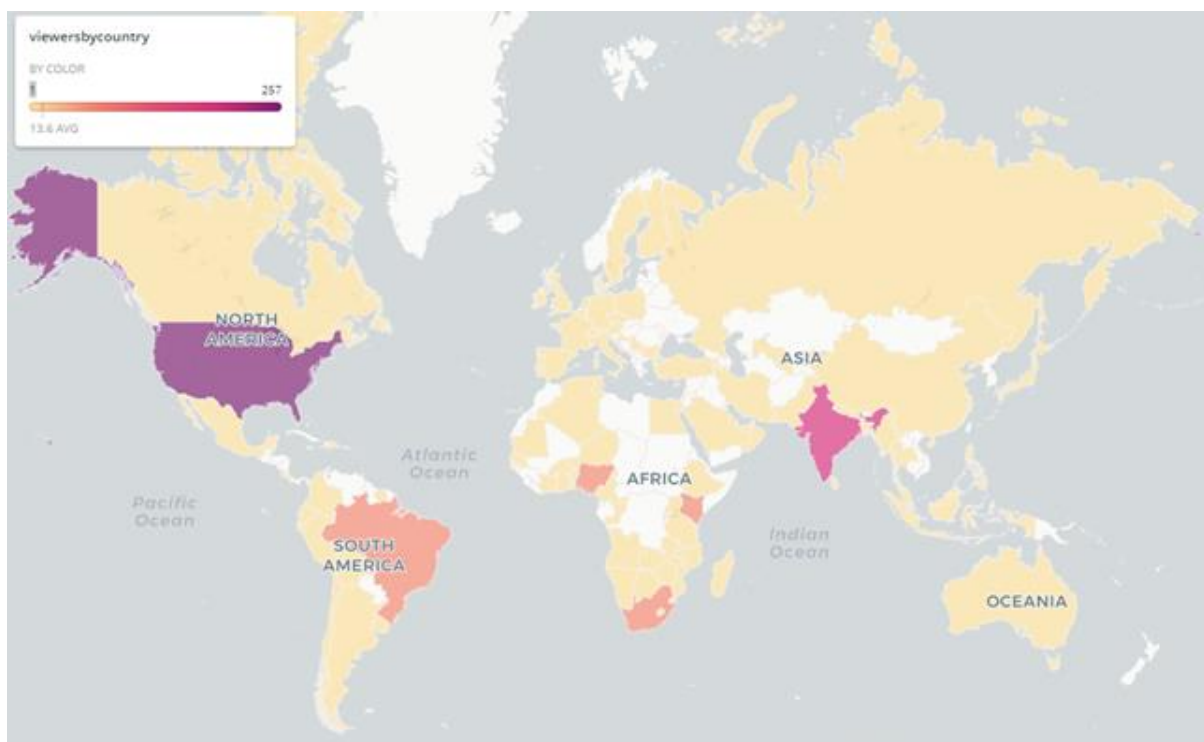 viewersbycountry
BY COLOR
257
13.6 AVG
NORTH
AMERICA
ASIA
Atlantic
Ocean
AFRICA
Pacific
Ocean
Indian
Ocean
SOUTH
AMERICA
OCEANIA